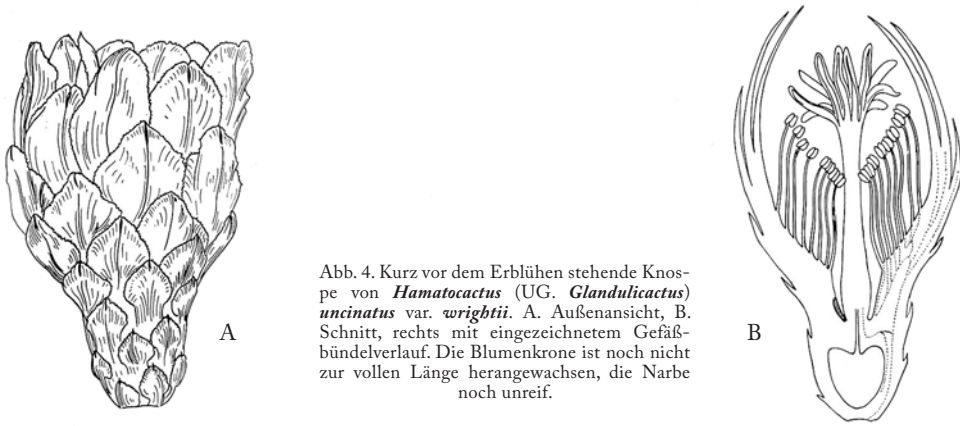 A
Abb. 4. Kurz vor dem Erblühen stehende Knos-
pe von Hamatocactus (UG. Glandulicactus)
uncinatus var. wrightii. A. Außenansicht, B.
Schnitt, rechts mit eingezeichnetem Gefäß-
bündelverlauf. Die Blumenkrone ist noch nicht
zur vollen Länge herangewachsen, die Narbe
noch unreif.
B